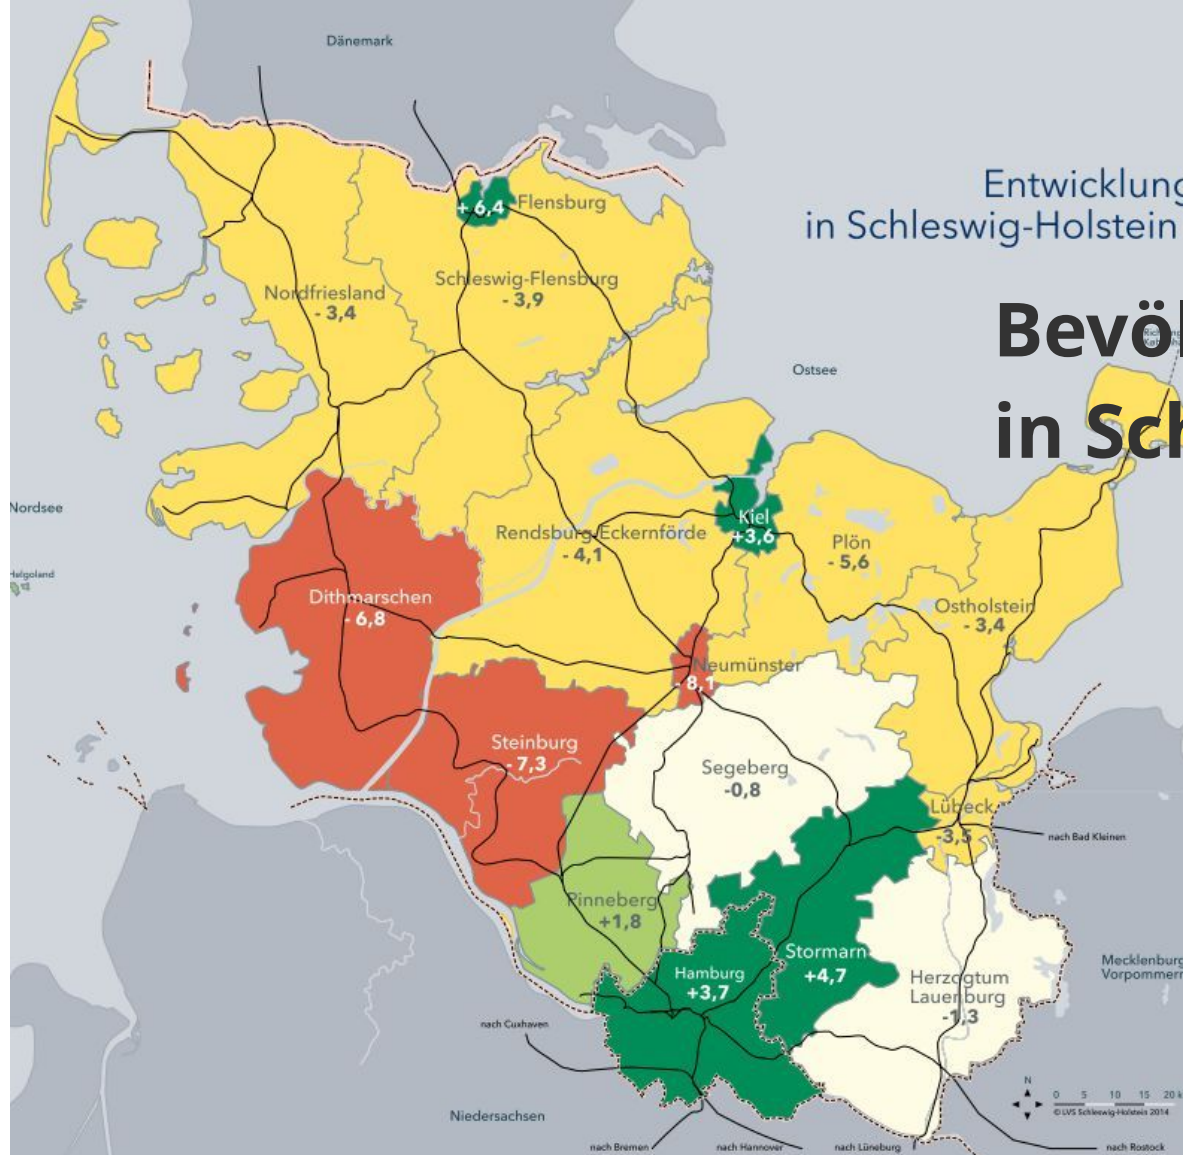 Dänemark
Entwicklung
in Schleswig-Holstein
Bevöl
in Sch
+ 6,4
Flensburg
Schleswig-Flensburg
- 3,9
Nordfriesland
- 3,4
Ostsee
Nordsee
Helgoland
Kiel
+3,6
Rendsburg-Eckernförde
- 4,1
Plön
- 5,6
Ostholstein
- 3,4
Dithmarschen
- 6,8
Neumünster
- 8,1
Steinburg
- 7,3
Segeberg
-0,8
Lübeck
-3,5
nach Bad Kleinen
Pinneberg
+1,8
Stormarn
+4,7
Hamburg
+3,7
Herzogtum
Lauenburg
-1,3
Mecklenburg
Vorpommern
nach Cuxhaven
Niedersachsen
nach Bremen
nach Hannover
nach Lüneburg
nach Rostock
N
0 5 10 15 20 k
© LVS Schleswig-Holstein 2014